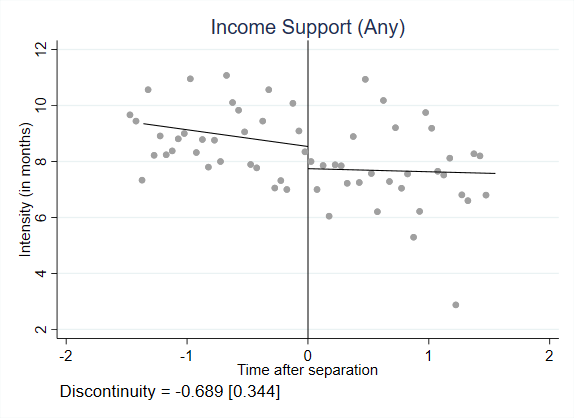 Income Support (Any)
12
10
8
6
4
2
Intensity (in months)
-2 -1 0 1 2
Time after separation
Discontinuity = -0.689 [0.344]